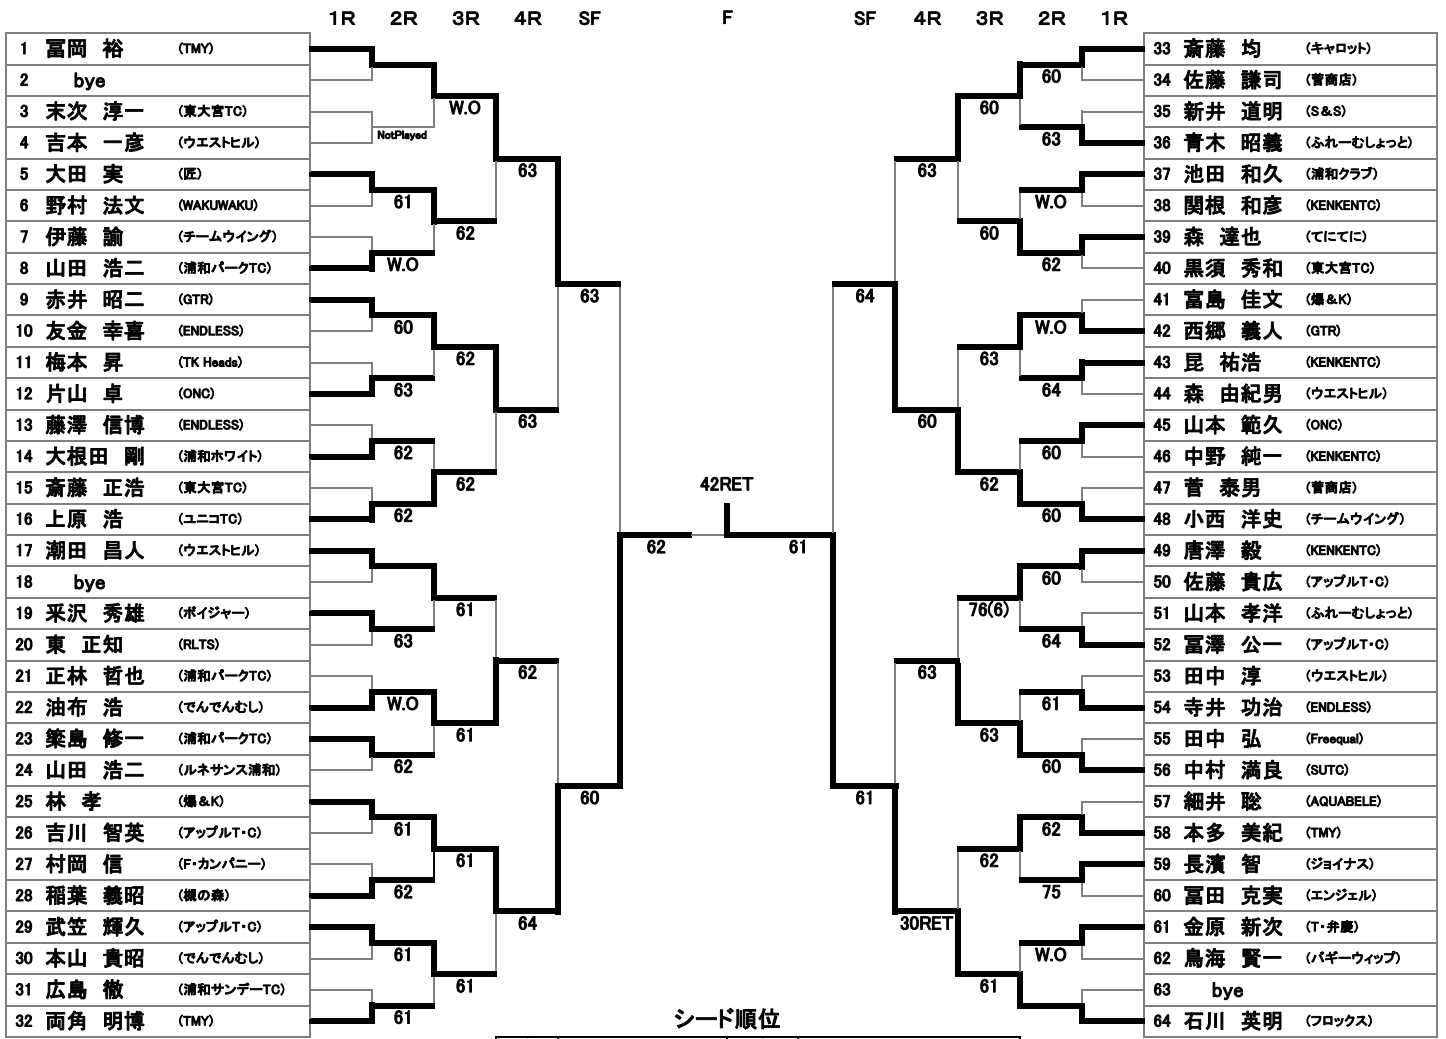 1R 2R 3R 4R SF F SF 4R 3R 2R 1R
1 冨岡 裕 (TMY)
2 bye
3 末次 淳一 (東大宮TC)
4 吉本 一彦 (ウエストヒル)
5 大田 実 (匠)
6 野村 法文 (WAKUWAKU)
7 伊藤 諭 (チームウイング)
8 山田 浩二 (浦和パークTC)
9 赤井 昭二 (GTR)
10 友金 幸喜 (ENDLESS)
11 梅本 昇 (TK Heads)
12 片山 卓 (ONC)
13 藤澤 信博 (ENDLESS)
14 大根田 剛 (浦和ホワイト)
15 斎藤 正浩 (東大宮TC)
16 上原 浩 (ユニコTC)
17 潮田 昌人 (ウエストヒル)
18 bye
19 釆沢 秀雄 (ボイジャー)
20 東 正知 (RLTS)
21 正林 哲也 (浦和パークTC)
22 油布 浩 (でんでんむし)
23 簗島 修一 (浦和パークTC)
24 山田 浩二 (ルネサンス浦和)
25 林 孝 (爆&K)
26 吉川 智英 (アップルT・C)
27 村岡 信 (F・カンパニー)
28 稲葉 義昭 (槻の森)
29 武笠 輝久 (アップルT・C)
30 本山 貴昭 (でんでんむし)
31 広島 徹 (浦和サンデーTC)
32 両角 明博 (TMY)
NotPlayed
61
W.O
60
63
62
62
63
W.O
62
61
62
61
61
W.O
62
62
62
61
61
61
61
63
63
62
64
63
60
62
42RET
61
64
61
63
60
63
30RET
60
60
63
62
76(6)
63
62
61
60
63
W.O
62
W.O
64
60
60
60
64
61
60
62
75
W.O
33 斎藤 均 (キャロット)
34 佐藤 謙司 (菅商店)
35 新井 道明 (S&S)
36 青木 昭義 (ふれーむしょっと)
37 池田 和久 (浦和クラブ)
38 関根 和彦 (KENKENTC)
39 森 達也 (てにてに)
40 黒須 秀和 (東大宮TC)
41 富島 佳文 (爆&K)
42 西郷 義人 (GTR)
43 昆 祐浩 (KENKENTC)
44 森 由紀男 (ウエストヒル)
45 山本 範久 (ONC)
46 中野 純一 (KENKENTC)
47 菅 泰男 (菅商店)
48 小西 洋史 (チームウイング)
49 唐澤 毅 (KENKENTC)
50 佐藤 貴広 (アップルT・C)
51 山本 孝洋 (ふれーむしょっと)
52 冨澤 公一 (アップルT・C)
53 田中 淳 (ウエストヒル)
54 寺井 功治 (ENDLESS)
55 田中 弘 (Freequal)
56 中村 満良 (SUTC)
57 細井 聡 (AQUABELE)
58 本多 美紀 (TMY)
59 長濱 智 (ジョイナス)
60 冨田 克実 (エンジェル)
61 金原 新次 (T・弁慶)
62 鳥海 賢一 (バギーウィップ)
63 bye
64 石川 英明 (フロックス)
シード順位